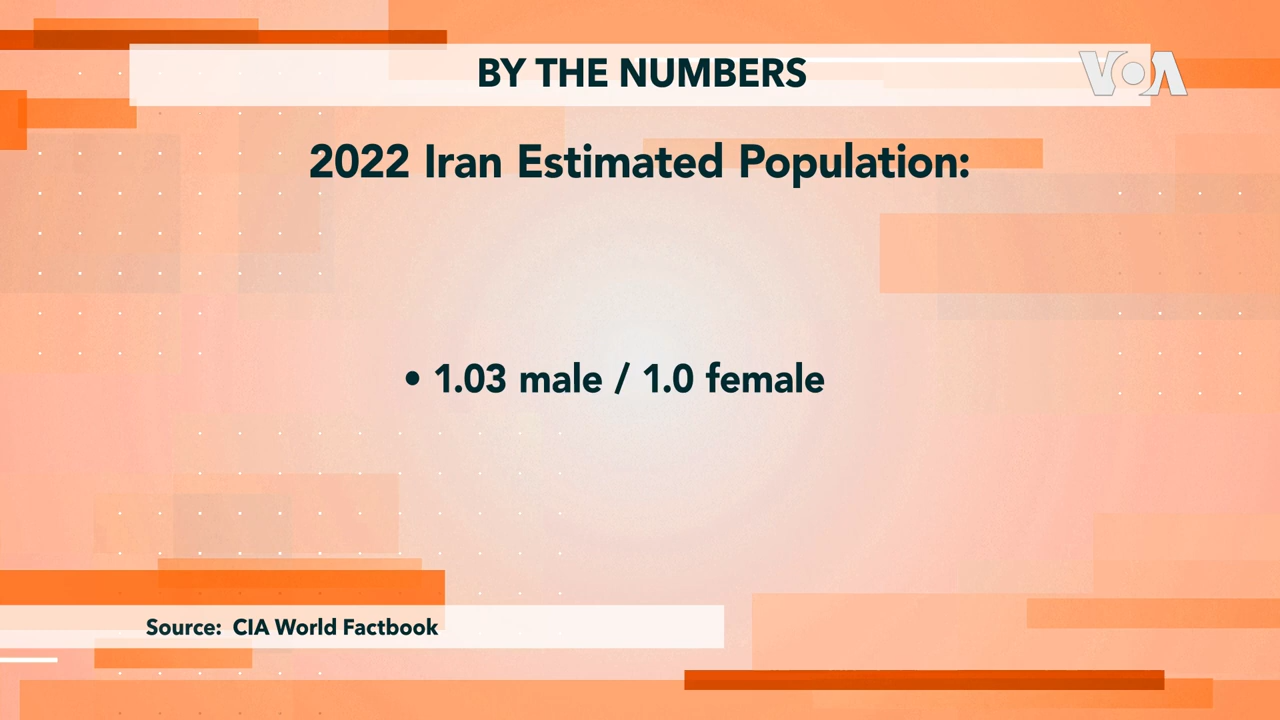 BY THE NUMBERS
VOA
2022 Iran Estimated Population:
• 1.03 male / 1.0 female
Source: CIA World Factbook